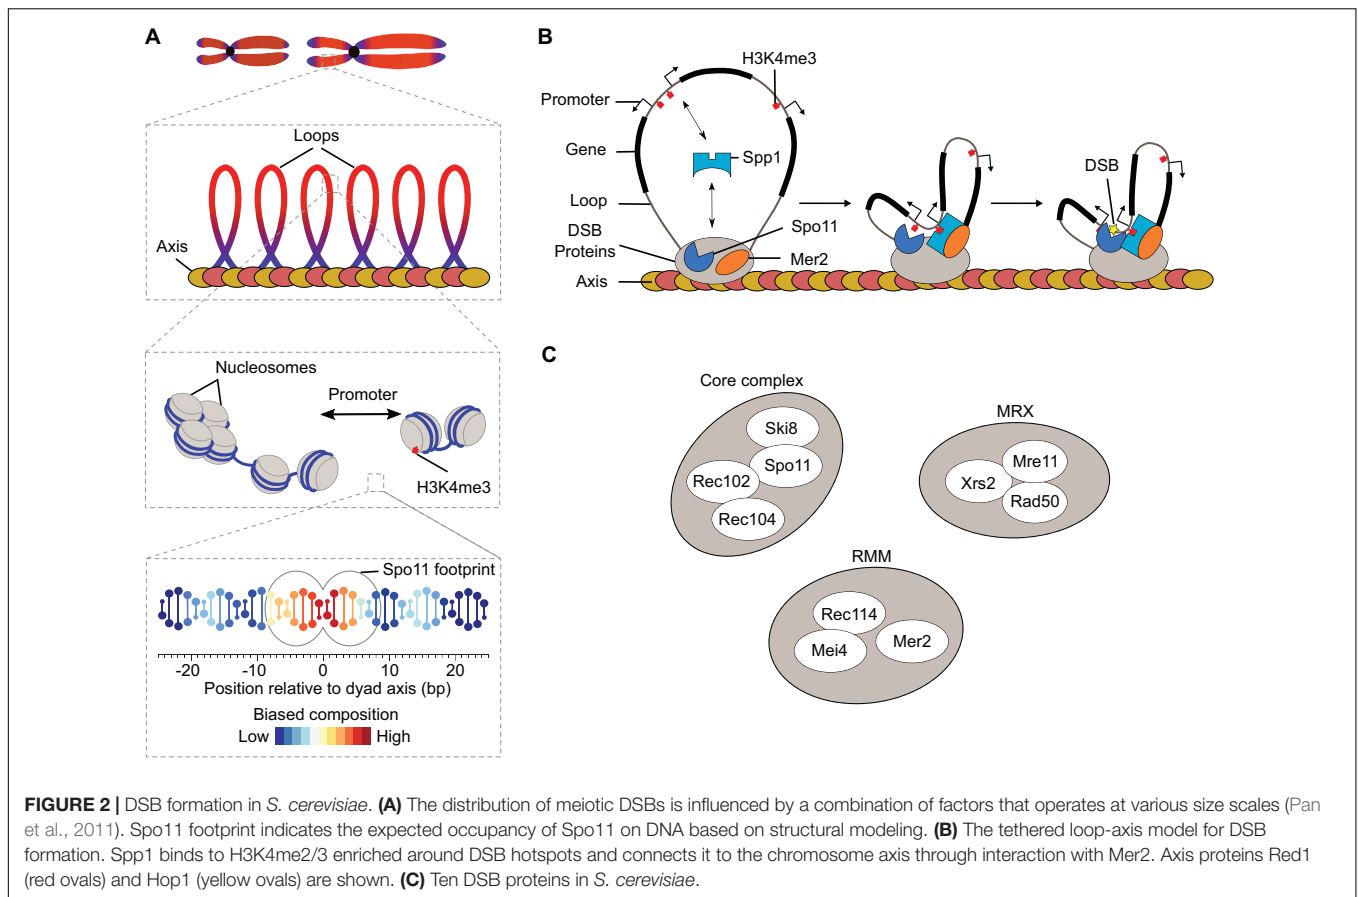 A
Loops
Axis
Nucleosomes
Promoter
H3K4me3
Spo11 footprint
-20 -10 0 10 20
Position relative to dyad axis (bp)
Biased composition
Low High
B
H3K4me3
Promoter
Gene
Spp1
Loop
DSB
Proteins
Spo11
Mer2
Axis
DSB
C
Core complex
Ski8
Spo11
Rec102
Rec104
MRX
Mre11
Xrs2
Rad50
RMM
Rec114
Mei4
Mer2
FIGURE 2 | DSB formation in S. cerevisiae. (A) The distribution of meiotic DSBs is influenced by a combination of factors that operates at various size scales (Pan
et al., 2011). Spo11 footprint indicates the expected occupancy of Spo11 on DNA based on structural modeling. (B) The tethered loop-axis model for DSB
formation. Spp1 binds to H3K4me2/3 enriched around DSB hotspots and connects it to the chromosome axis through interaction with Mer2. Axis proteins Red1
(red ovals) and Hop1 (yellow ovals) are shown. (C) Ten DSB proteins in S. cerevisiae.